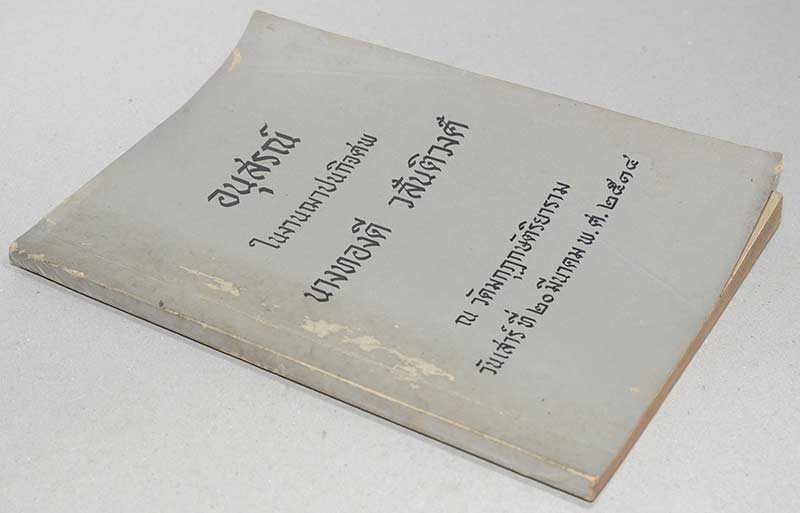 อนุสรณ์
ในงานฌาปนกิจศพ
นางทองดี วสันติวงศ์
ณ วัดมกุฏกษัตริยาราม
วันเสาร์ที่ ๒๐ มีนาคม พ.ศ. ๒๕๑๔